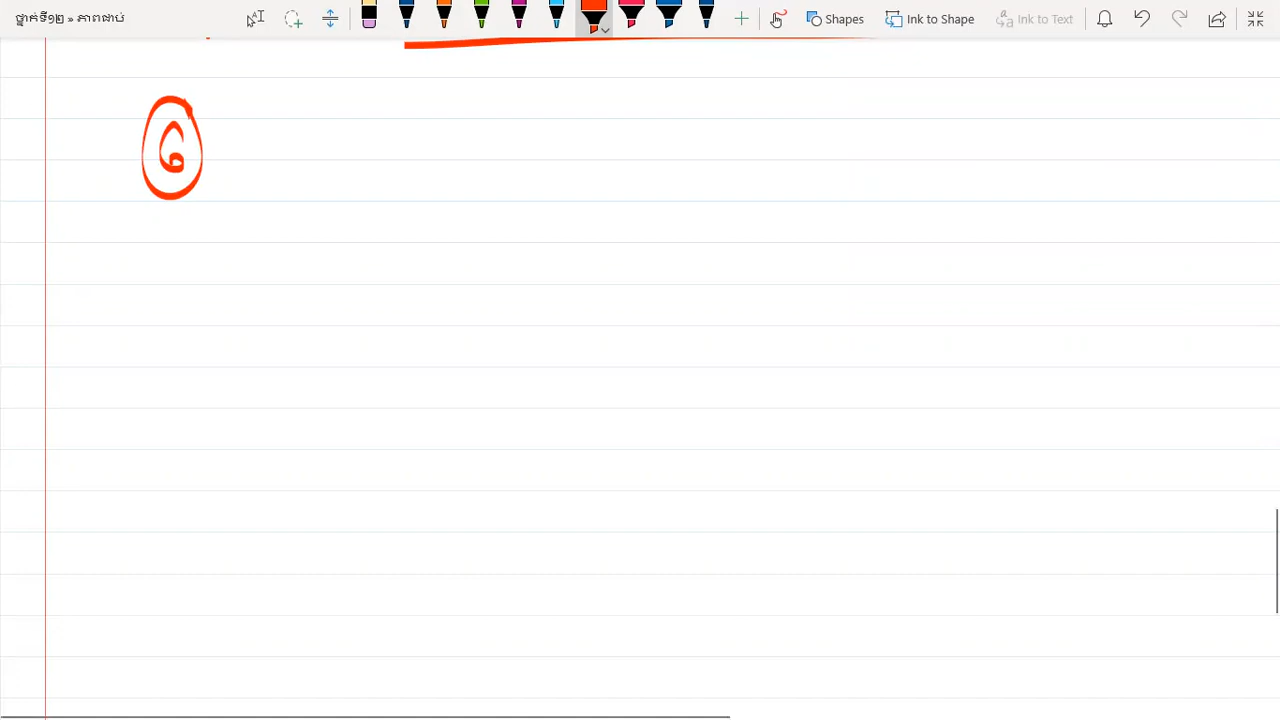 ថ្នាក់ទី១២ ៖ ភាពជាប់
Shapes
Ink to Shape
Ink to Text
៦